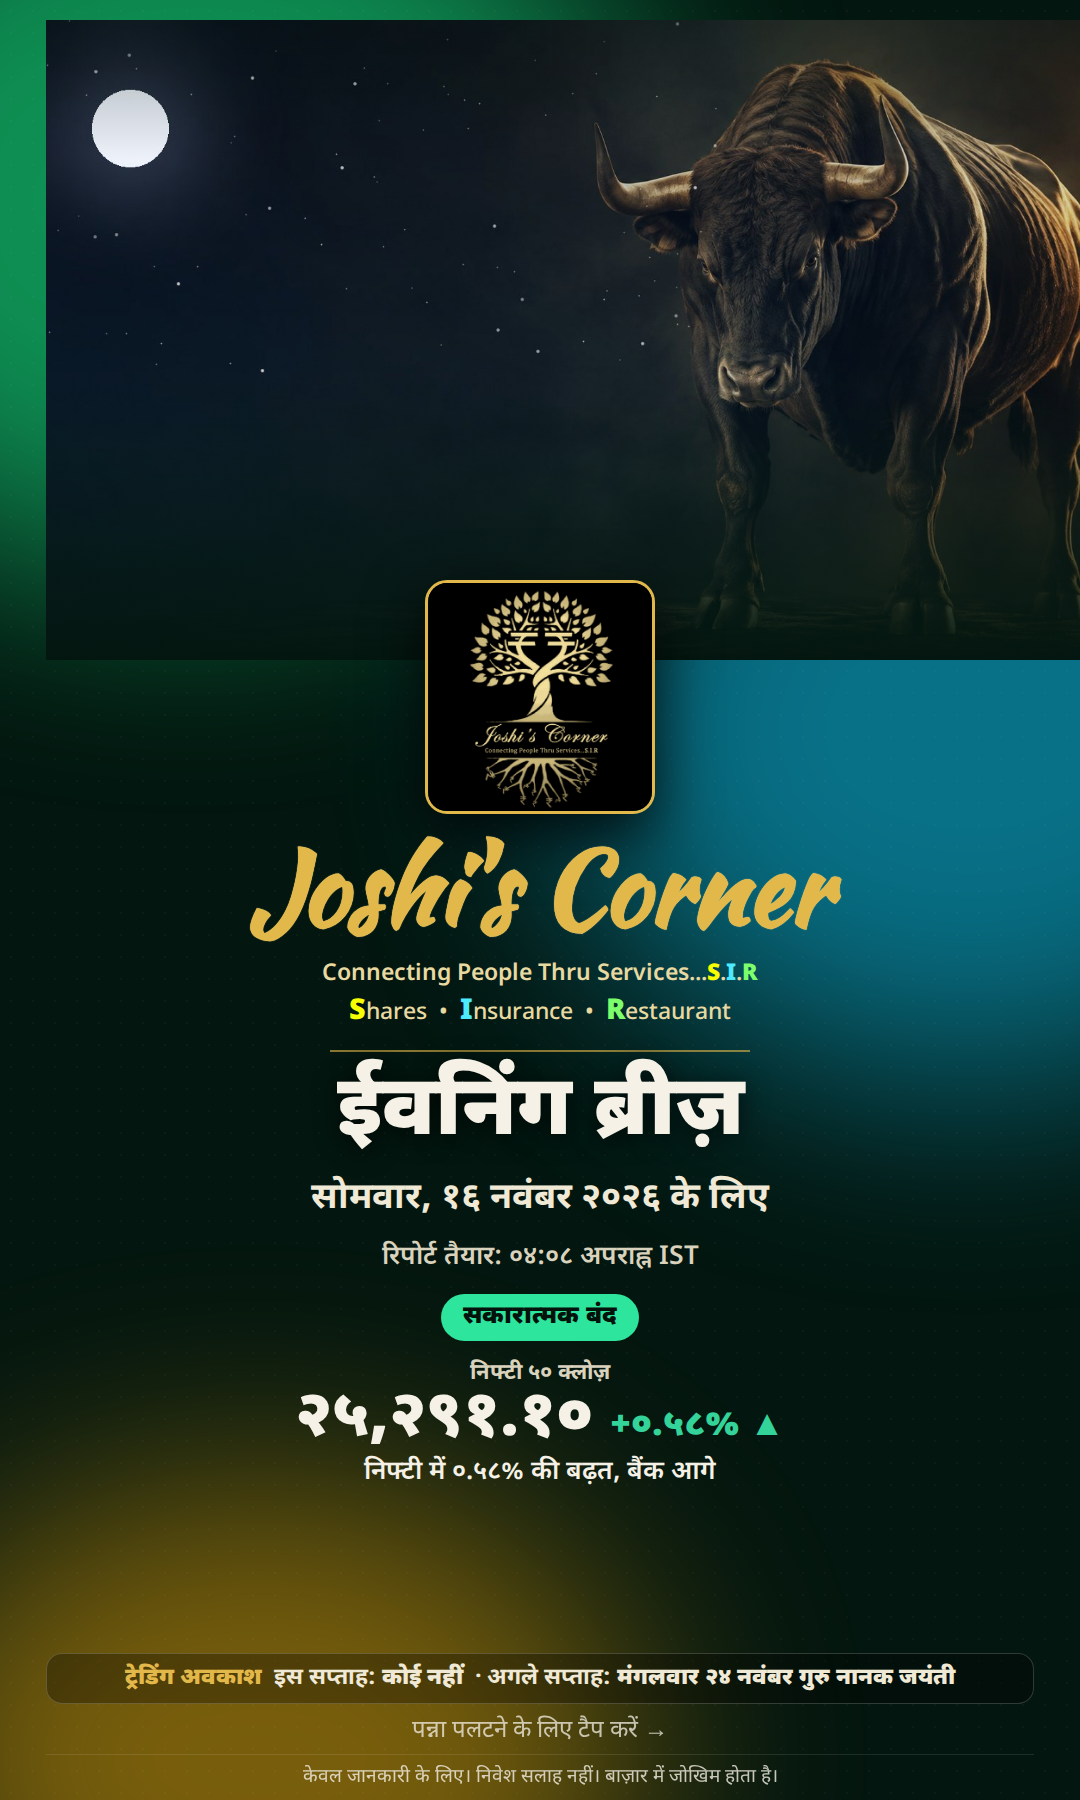 Joshi's Corner
Connecting People Thru Services...S.I.R
Joshi's Corner
Connecting People Thru Services...S.I.R
Shares • Insurance • Restaurant
ईवनिंग ब्रीज़
सोमवार, १६ नवंबर २०२६ के लिए
रिपोर्ट तैयार: ०४:०८ अपराह्न IST
सकारात्मक बंद
निफ्टी ५० क्लोज़
२५,२९१.१० +०.५८% ▲
निफ्टी में ०.५८% की बढ़त, बैंक आगे
ट्रेडिंग अवकाश इस सप्ताह: कोई नहीं · अगले सप्ताह: मंगलवार २४ नवंबर गुरु नानक जयंती
पन्ना पलटने के लिए टैप करें →
केवल जानकारी के लिए। निवेश सलाह नहीं। बाज़ार में जोखिम होता है।